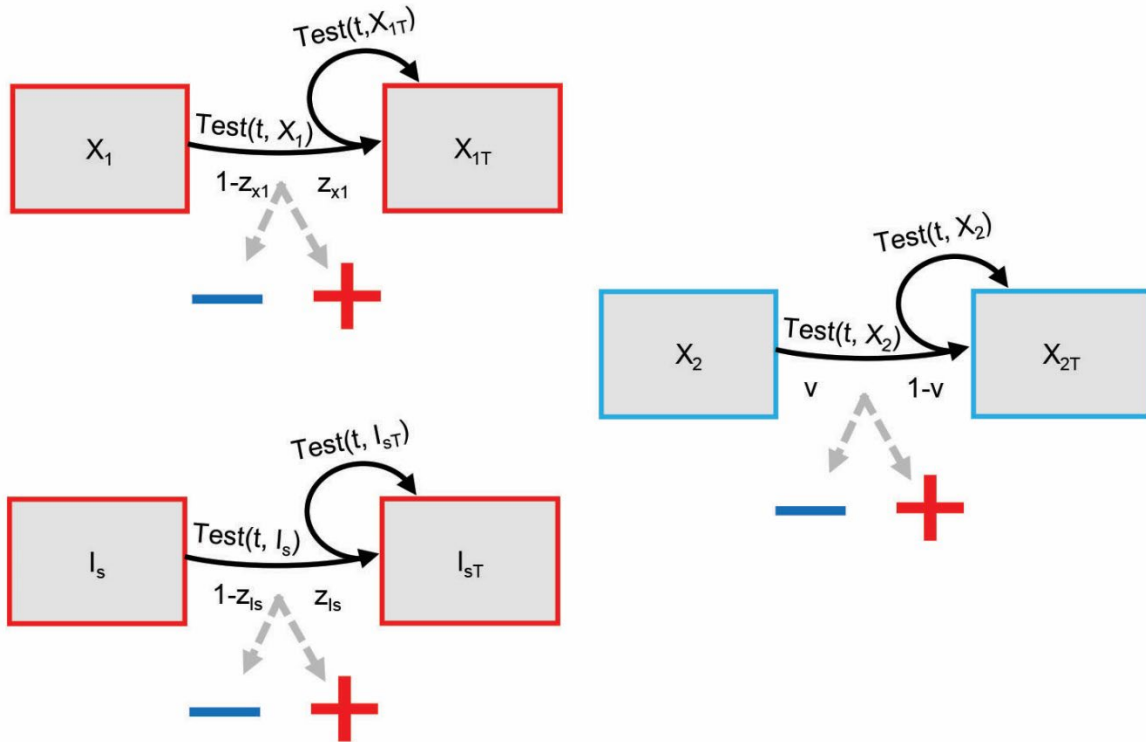 Test(t,X1T)
X1
Test(t, X1)
X1T
1-zx1 zx1
− +
Test(t, X2)
X2
Test(t, X2)
X2T
v 1-v
− +
Test(t, IsT)
Is
Test(t, Is)
IsT
1-zIs zIs
− +